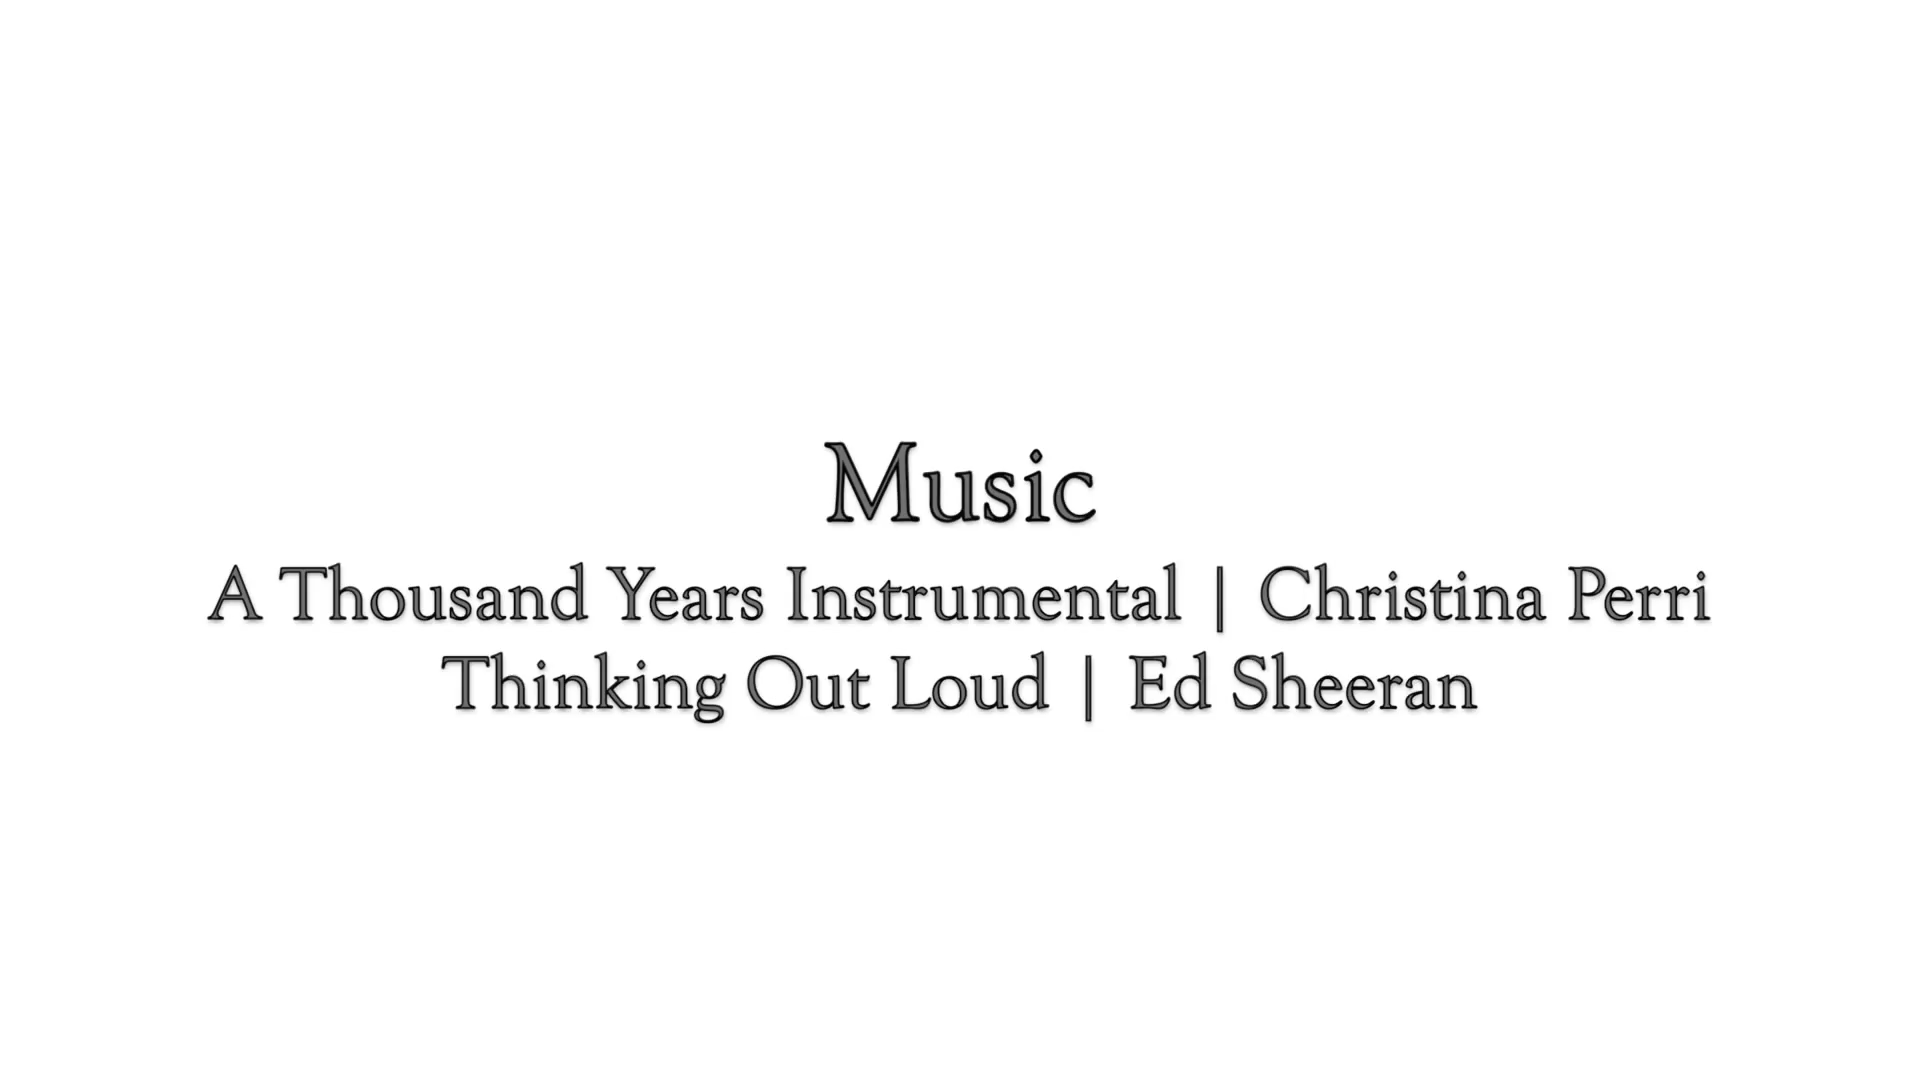 Music
A Thousand Years Instrumental | Christina Perri
Thinking Out Loud | Ed Sheeran